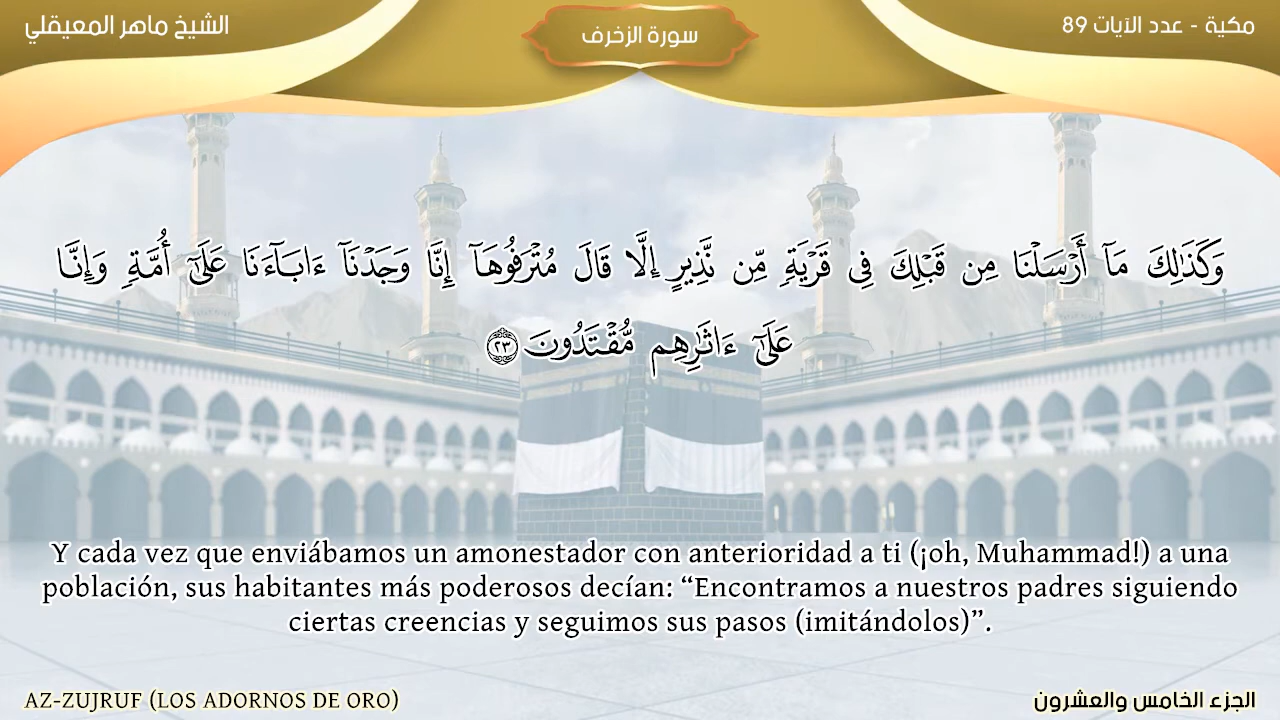 الشيخ ماهر المعيقلي
سورة الزخرف
مكية - عدد الآيات 89
وَكَذَٰلِكَ مَآ أَرۡسَلۡنَا مِن قَبۡلِكَ فِي قَرۡيَةٖ مِّن نَّذِيرٍ إِلَّا قَالَ مُتۡرَفُوهَآ إِنَّا وَجَدۡنَآ ءَابَآءَنَا عَلَىٰٓ أُمَّةٖ وَإِنَّا
عَلَىٰٓ ءَاثَٰرِهِم مُّقۡتَدُونَ ٢٣
Y cada vez que enviábamos un amonestador con anterioridad a ti (¡oh, Muhammad!) a una
población, sus habitantes más poderosos decían: “Encontramos a nuestros padres siguiendo
ciertas creencias y seguimos sus pasos (imitándolos)”.
AZ-ZUJRUF (LOS ADORNOS DE ORO)
الجزء الخامس والعشرون